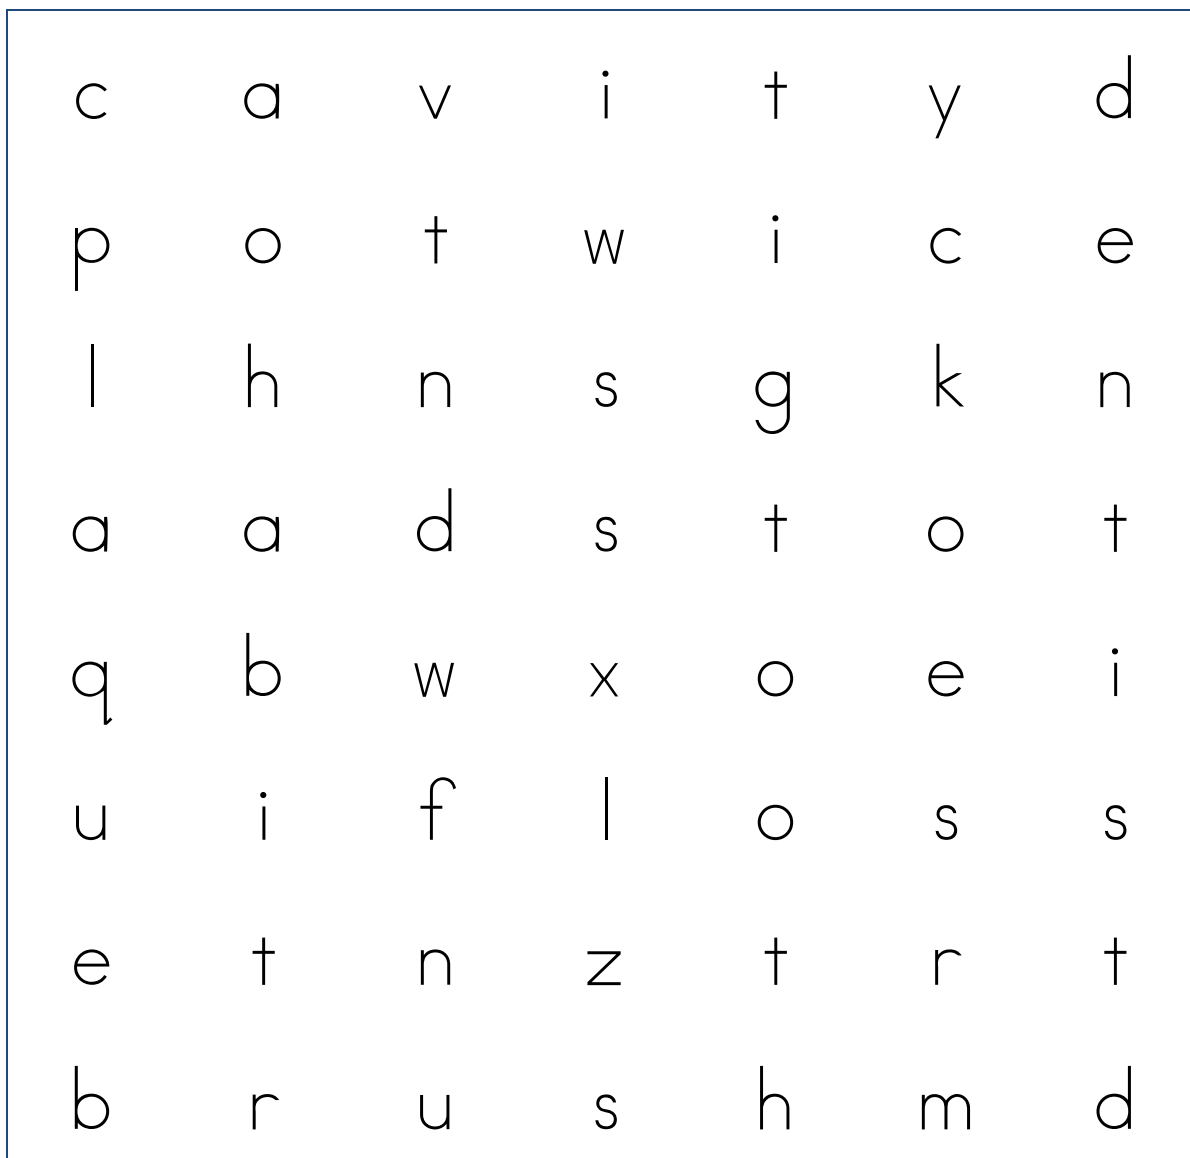 c a v i t y d
p o t w i c e
l h n s g k n
a a d s t o t
q b w x o e i
u i f l o s s
e t n z t r t
b r u s h m d